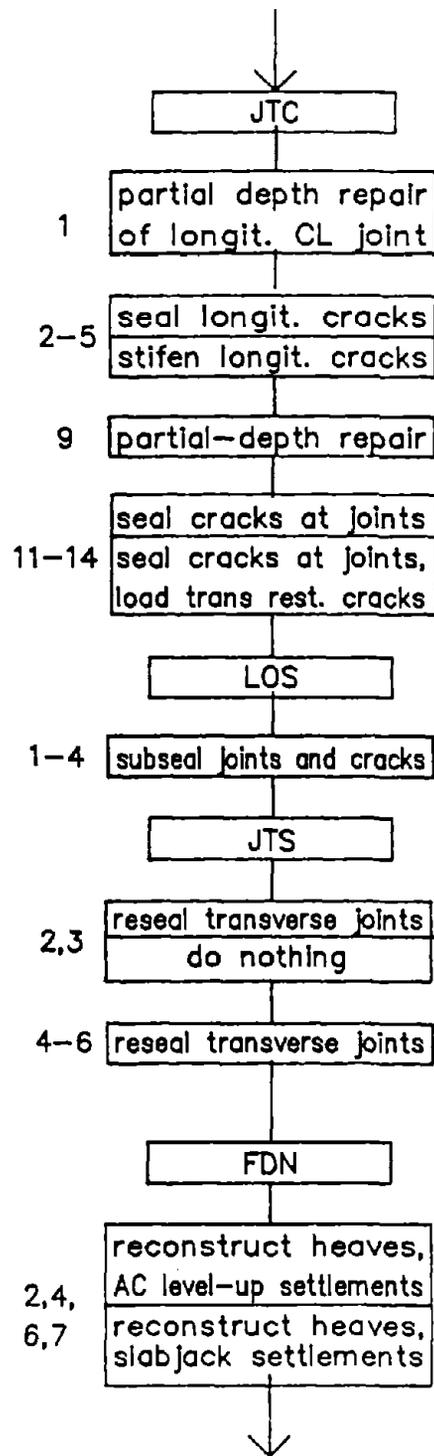 JTC
1
partial depth repair
of longit. CL joint
2-5
seal longit. cracks
stifen longit. cracks
9
partial-depth repair
11-14
seal cracks at joints
seal cracks at joints,
load trans rest. cracks
LOS
1-4
subseal joints and cracks
JTS
2,3
reseal transverse joints
do nothing
4-6
reseal transverse joints
FDN
2,4,
6,7
reconstruct heaves,
AC level-up settlements
reconstruct heaves,
slabjack settlements